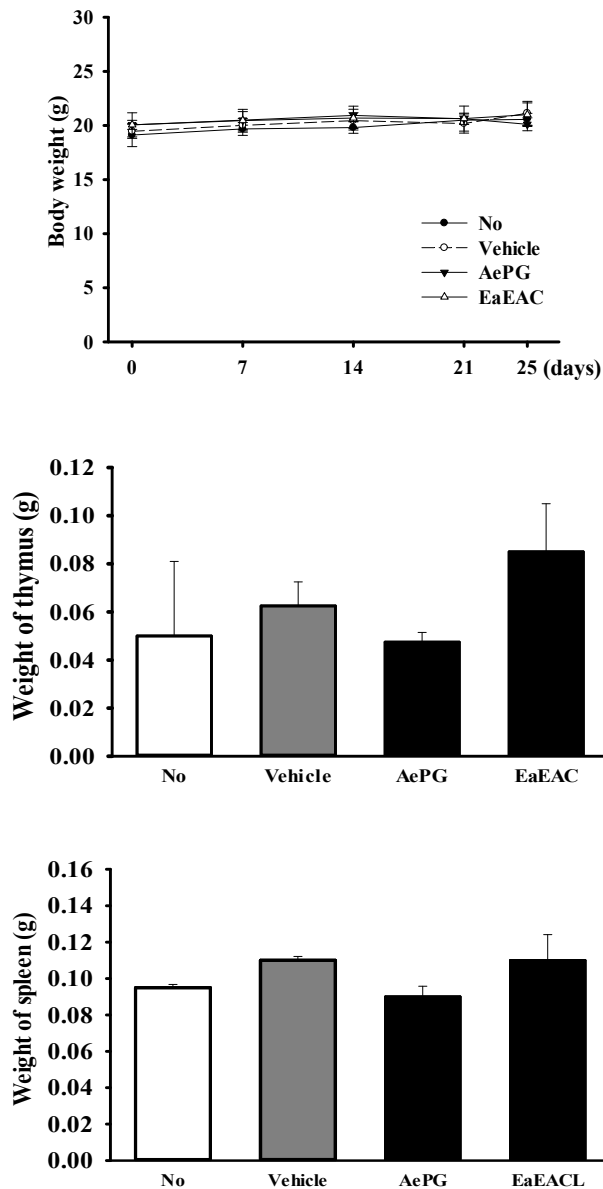 30
25
20
15
10
5
0
Body weight (g)
No
Vehicle
AePG
EaEAC
0 7 14 21 25 (days)
0.12
0.10
0.08
0.06
0.04
0.02
0.00
Weight of thymus (g)
No Vehicle AePG EaEAC
0.16
0.14
0.12
0.10
0.08
0.06
0.04
0.02
0.00
Weight of spleen (g)
No Vehicle AePG EaEACL